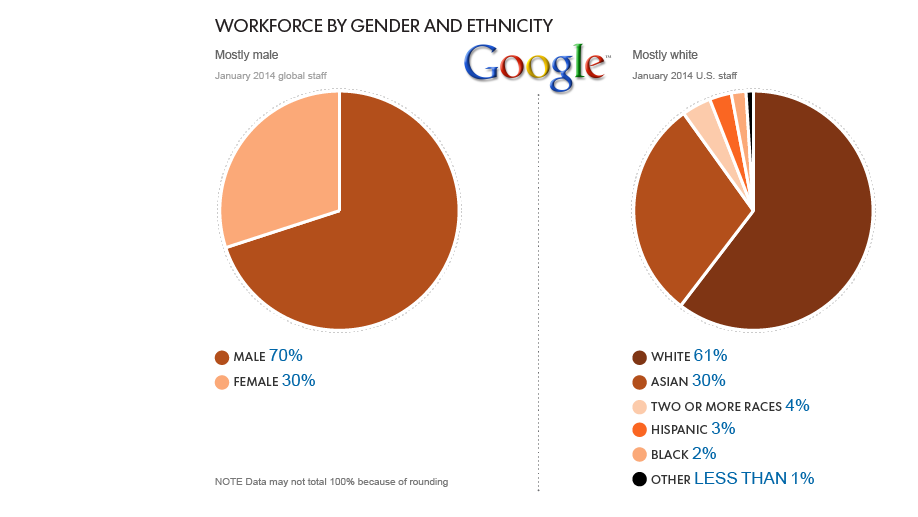 WORKFORCE BY GENDER AND ETHNICITY
Google™
Mostly male
January 2014 global staff
MALE 70%
FEMALE 30%
NOTE Data may not total 100% because of rounding
Mostly white
January 2014 U.S. staff
WHITE 61%
ASIAN 30%
TWO OR MORE RACES 4%
HISPANIC 3%
BLACK 2%
OTHER LESS THAN 1%